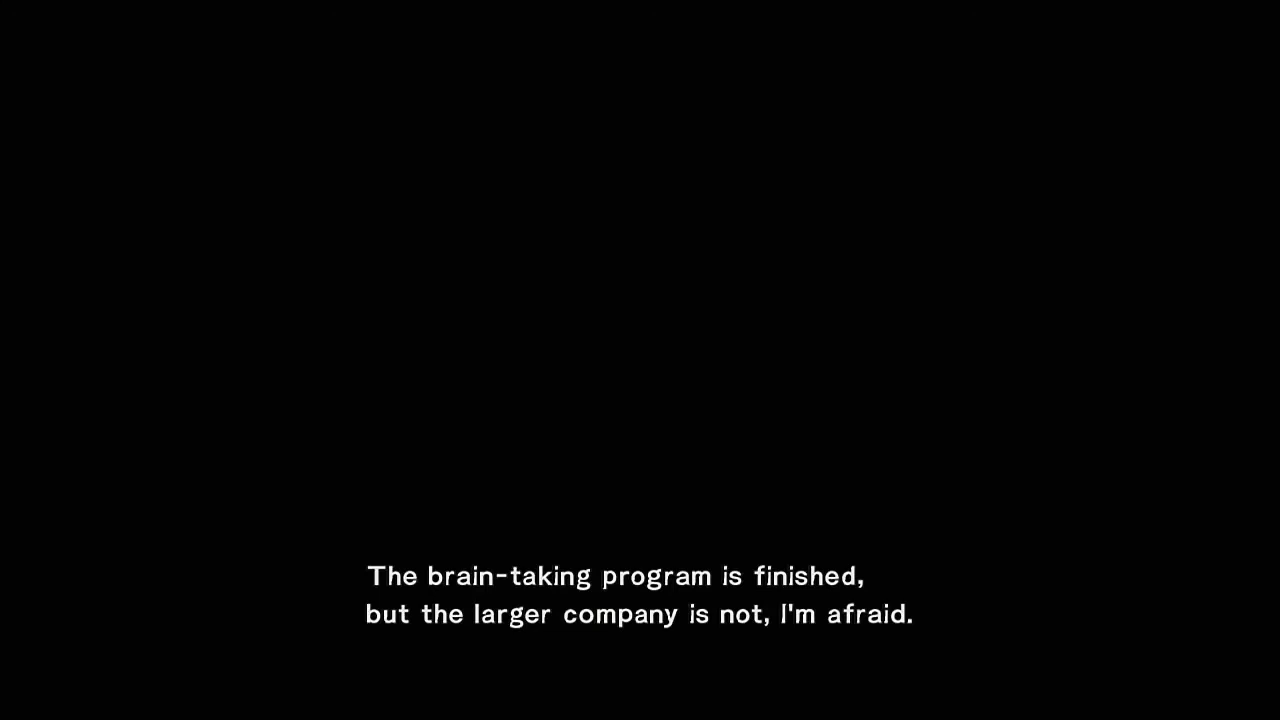 The brain-taking program is finished,
but the larger company is not, I'm afraid.